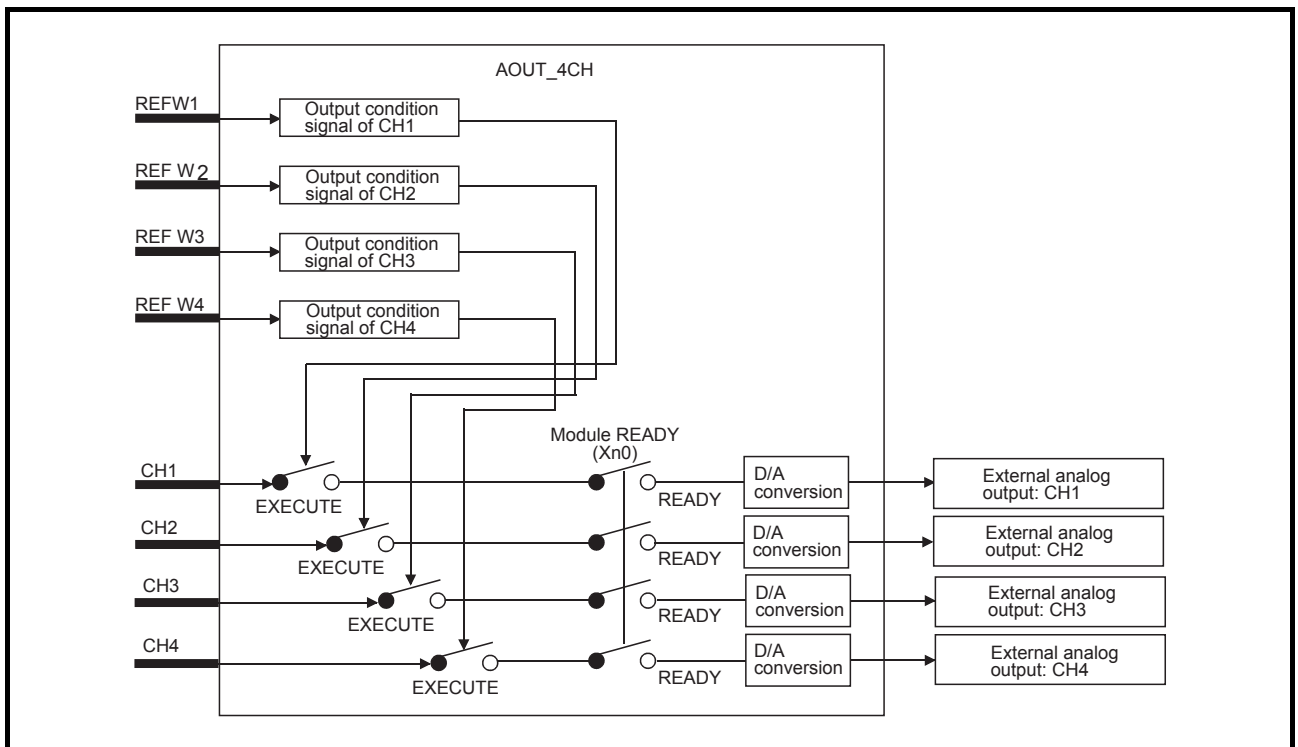 AOUT_4CH
REFW1
Output condition
signal of CH1
REF W2
Output condition
signal of CH2
REF W3
Output condition
signal of CH3
REF W4
Output condition
signal of CH4
Module READY
(Xn0)
CH1
EXECUTE
READY
D/A
conversion
External analog
output: CH1
CH2
EXECUTE
READY
D/A
conversion
External analog
output: CH2
CH3
EXECUTE
READY
D/A
conversion
External analog
output: CH3
CH4
EXECUTE
READY
D/A
conversion
External analog
output: CH4